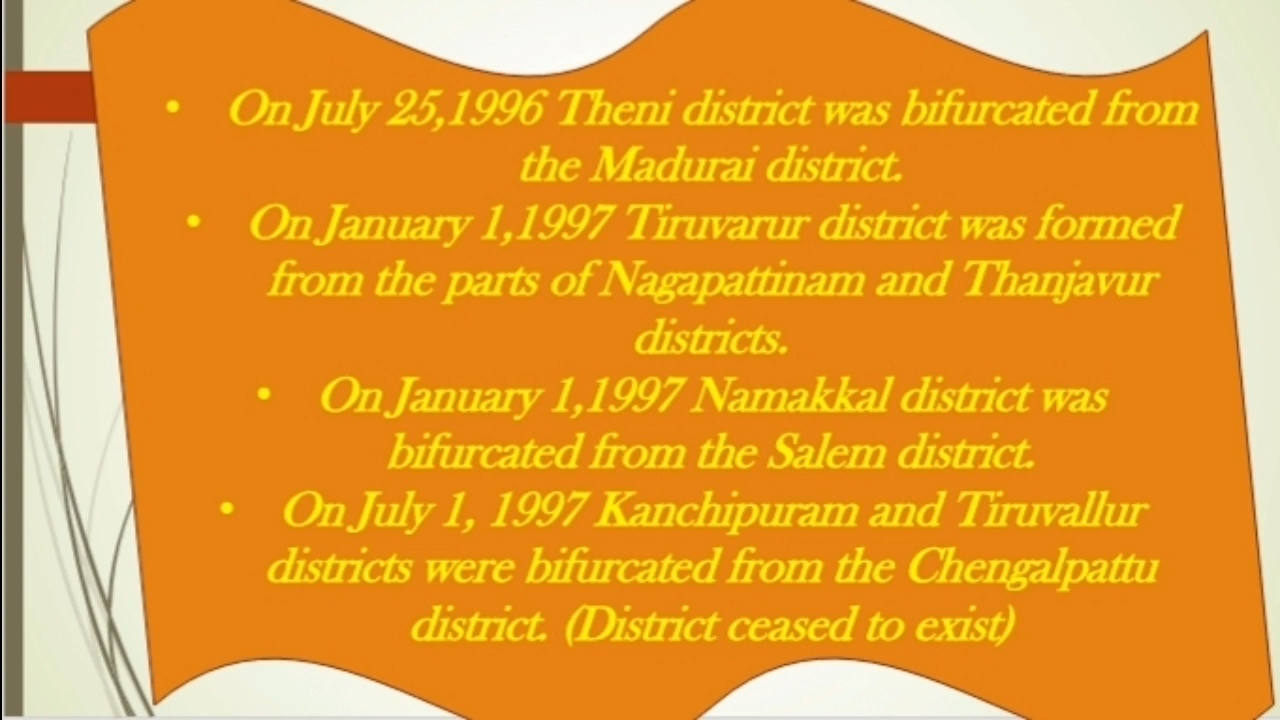 • On July 25,1996 Theni district was bifurcated from
the Madurai district.
• On January 1,1997 Tiruvarur district was formed
from the parts of Nagapattinam and Thanjavur
districts.
• On January 1,1997 Namakkal district was
bifurcated from the Salem district.
• On July 1, 1997 Kanchipuram and Tiruvallur
districts were bifurcated from the Chengalpattu
district. (District ceased to exist)